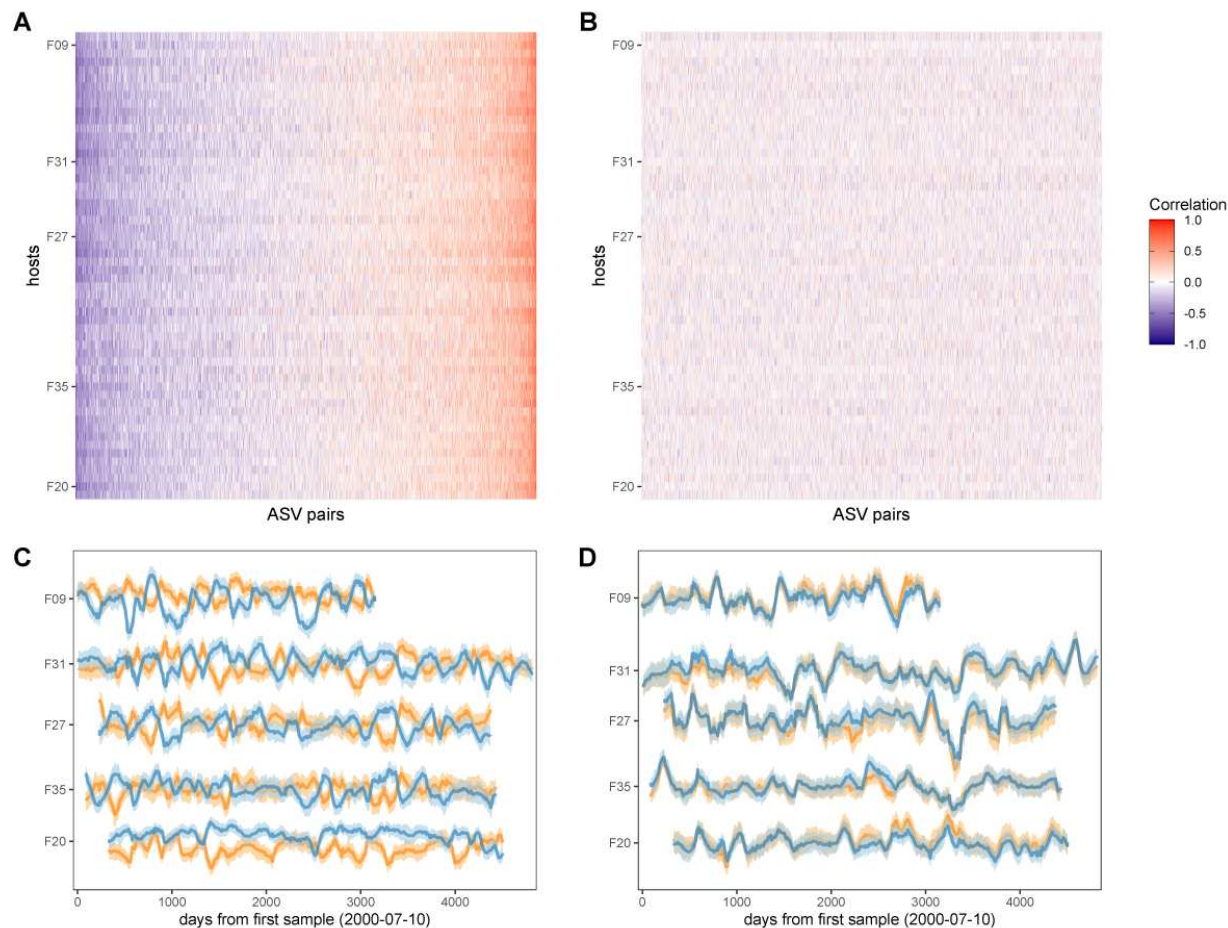 A
B
F09
F31
F27
F35
F20
hosts
ASV pairs
F09
F31
F27
F35
F20
hosts
ASV pairs
Correlation
1.0
0.5
0.0
-0.5
-1.0
C
D
F09
F31
F27
F35
F20
0 1000 2000 3000 4000
days from first sample (2000-07-10)
F09
F31
F27
F35
F20
0 1000 2000 3000 4000
days from first sample (2000-07-10)